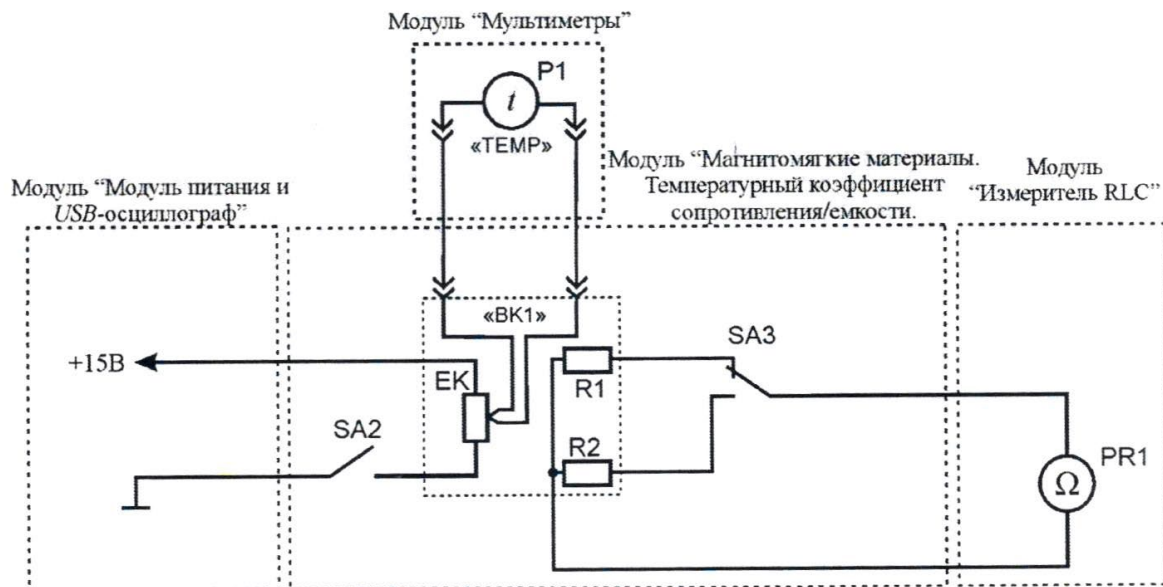 Модуль “Мультиметры”
P1
t
«TEMP»
Модуль “Магнитомягкие материалы.
Температурный коэффициент
сопротивления/емкости.
Модуль
“Измеритель RLC”
Модуль “Модуль питания и
USB-осциллограф”
«BK1»
+15В
EK
SA2
R1
R2
SA3
PR1
Ω